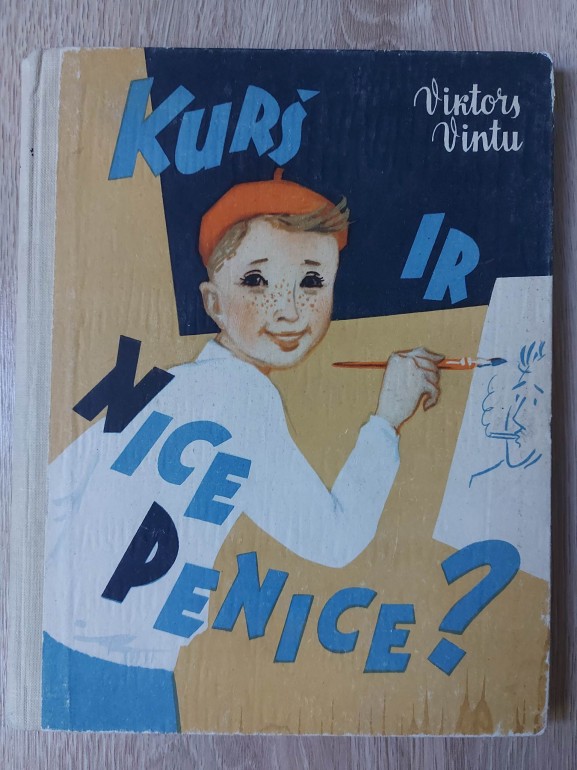 Viktors
Vintu
KURŠ
IR
NICE
PENICE?